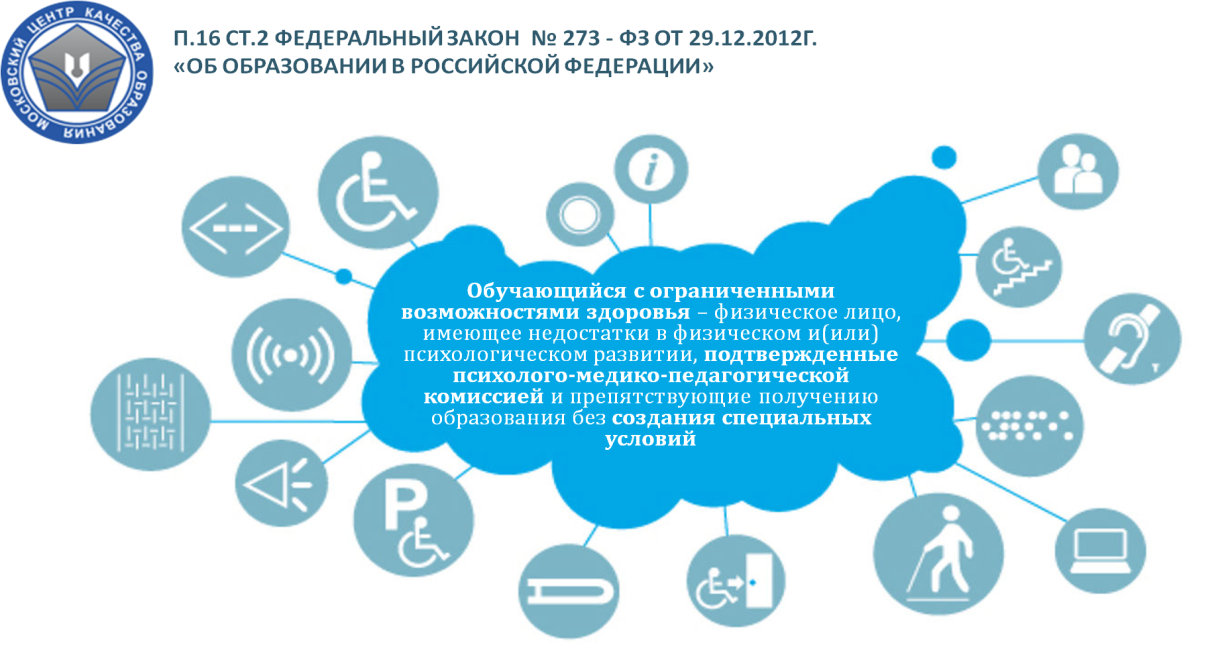 МОСКОВСКИЙ ЦЕНТР КАЧЕСТВА ОБРАЗОВАНИЯ
П.16 СТ.2 ФЕДЕРАЛЬНЫЙ ЗАКОН № 273 - ФЗ ОТ 29.12.2012Г.
«ОБ ОБРАЗОВАНИИ В РОССИЙСКОЙ ФЕДЕРАЦИИ»
i
Обучающийся с ограниченными
возможностями здоровья – физическое лицо,
имеющее недостатки в физическом и(или)
психологическом развитии, подтвержденные
психолого-медико-педагогической
комиссией и препятствующие получению
образования без создания специальных
условий
T
P